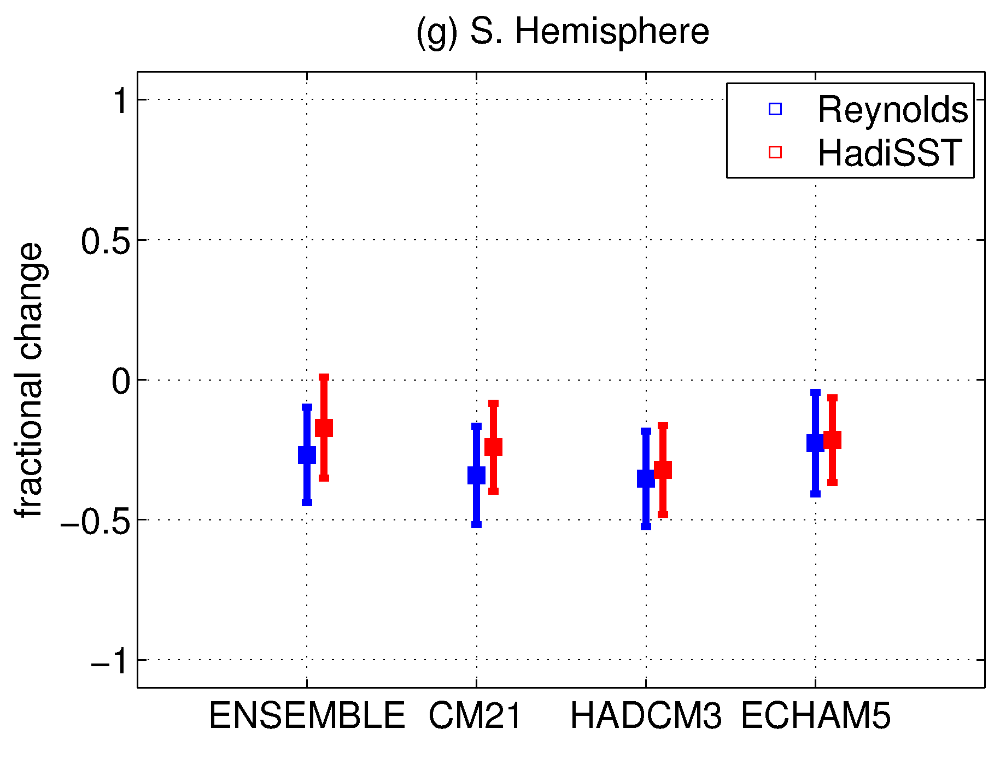 (g) S. Hemisphere
Reynolds
HadiSST
fractional change
1
0.5
0
−0.5
−1
ENSEMBLE CM21 HADCM3 ECHAM5